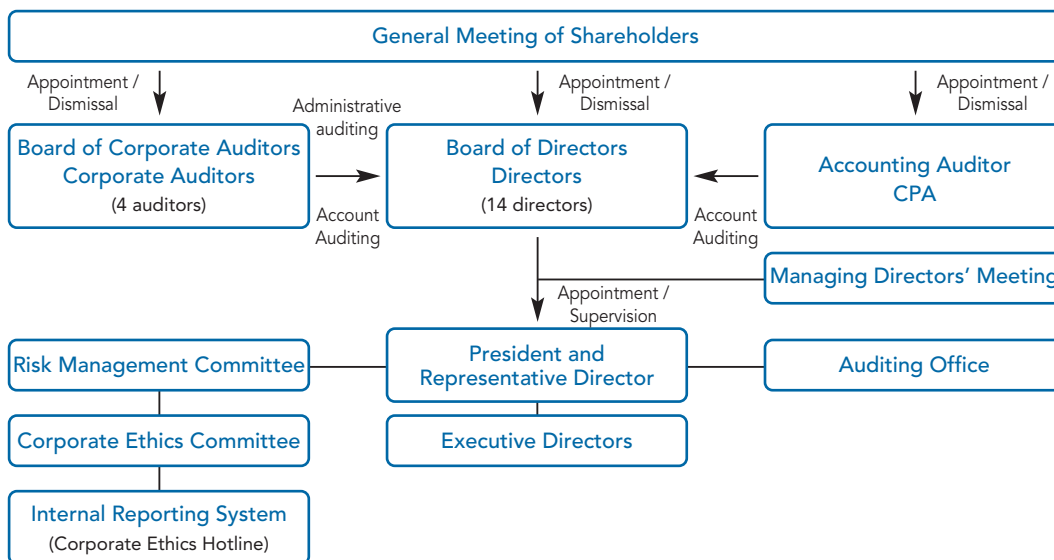 General Meeting of Shareholders
Appointment /
Dismissal
Appointment /
Dismissal
Appointment /
Dismissal
Administrative
auditing
Board of Corporate Auditors
Corporate Auditors
(4 auditors)
Board of Directors
Directors
(14 directors)
Accounting Auditor
CPA
Account
Auditing
Account
Auditing
Managing Directors’ Meeting
Appointment /
Supervision
Risk Management Committee
President and
Representative Director
Auditing Office
Corporate Ethics Committee
Executive Directors
Internal Reporting System
(Corporate Ethics Hotline)